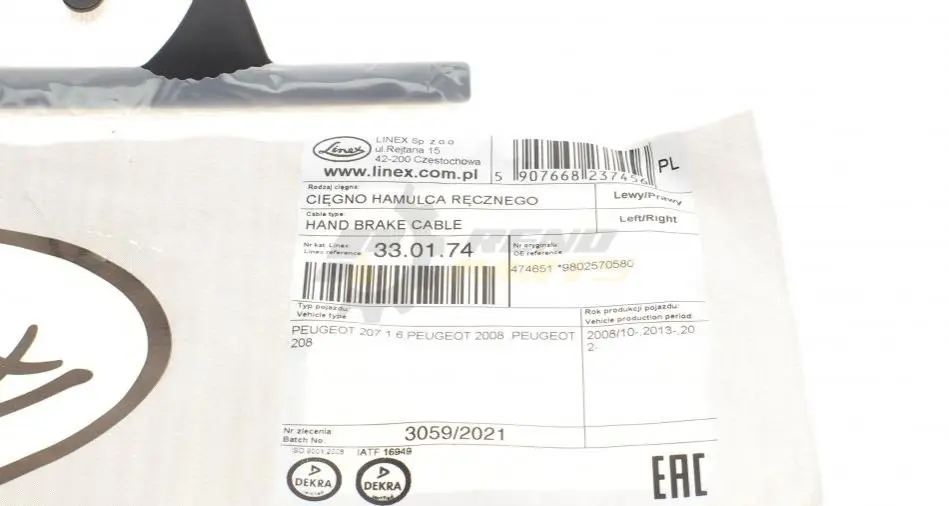 Linex
LINEX Sp. z o.o
ul.Rejtana 15
42-200 Częstochowa
www.linex.com.pl
5 907668 237456
PL
Rodzaj cięgna:
CIĘGNO HAMULCA RĘCZNEGO
Lewy/Prawy
Cable type:
HAND BRAKE CABLE
Left/Right
Nr kat. Linex:
Linex reference
33.01.74
Nr oryginału:
OE reference
474651 *9802570580
Typ pojazdu:
Vehicle type
Rok produkcji pojazdu:
Vehicle production period:
PEUGEOT 207 1.6,PEUGEOT 2008 ,PEUGEOT
208
2008/10-,2013-,20
2-
Nr zlecenia
Batch No.
3059/2021
ISO 9001:2008
IATF 16949
DEKRA
DEKRA
EAC